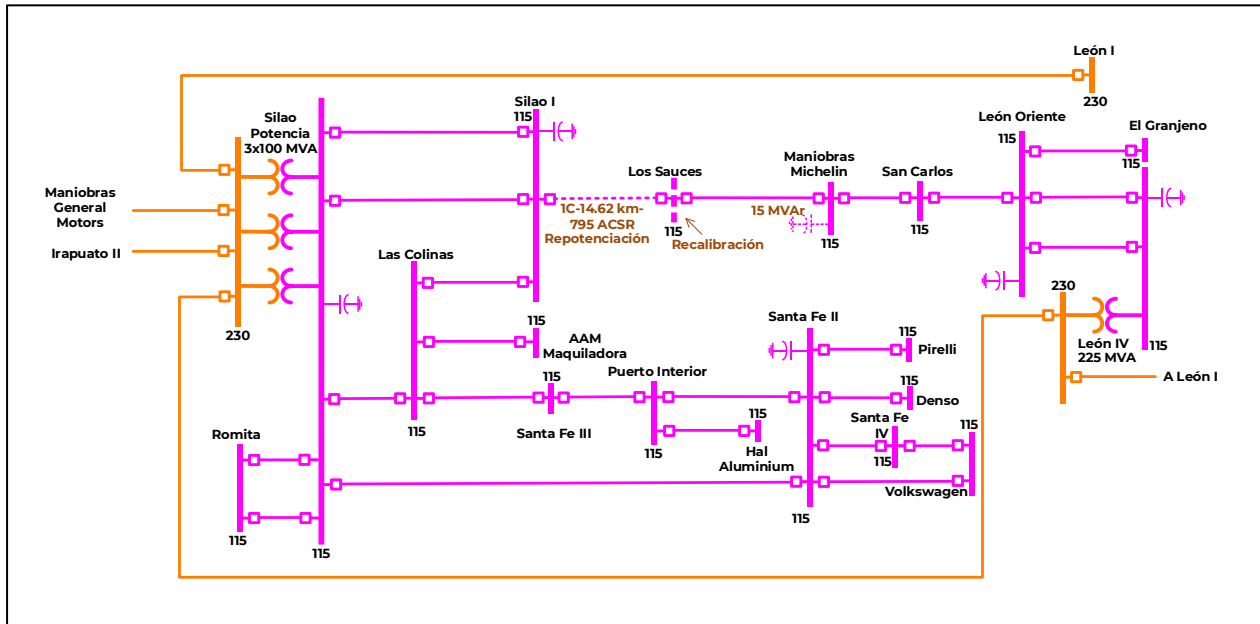 León I
230
Silao I
115
Silao
Potencia
3x100 MVA
León Oriente
115
El Granjeno
115
Maniobras
General
Motors
Irapuato II
230
Los Sauces
115
1C-14.62 km-
795 ACSR
Repotenciación
Recalibración
Maniobras
Michelin
15 MVAr
115
San Carlos
115
Las Colinas
115
115
AAM
Maquiladora
115
Santa Fe III
Puerto Interior
115
115
Hal
Aluminium
Santa Fe II
115
115
Pirelli
115
Denso
Santa Fe
IV
115
115
Volkswagen
230
León IV
225 MVA
115
A León I
Romita
115
115